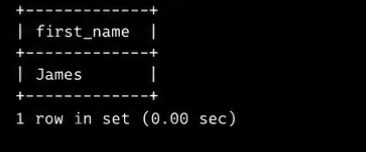 +-------------+
| first_name  |
+-------------+
| James       |
+-------------+
1 row in set (0.00 sec)